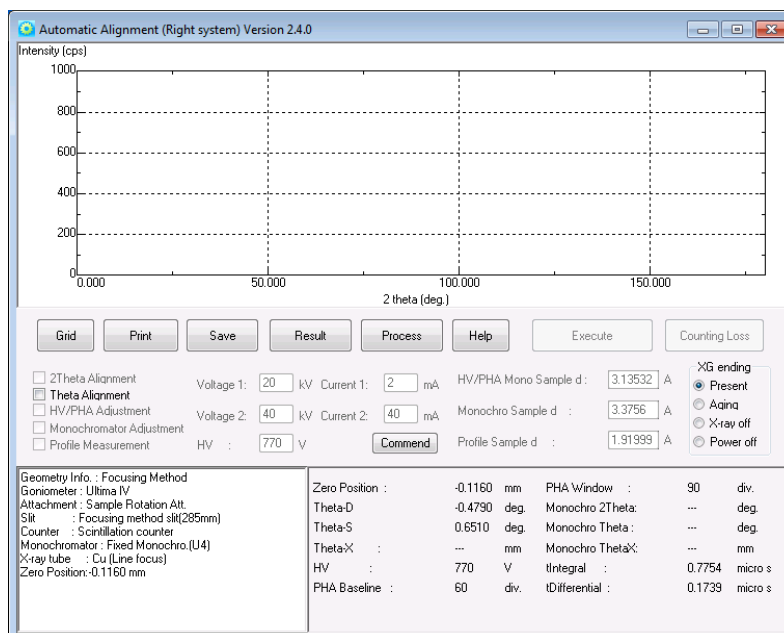 Automatic Alignment (Right system) Version 2.4.0
Intensity (cps)
1000
800
600
400
200
0
0.000 50.000 100.000 150.000
2 theta (deg.)
Grid Print Save Result Process Help Execute Counting Loss
2Theta Alignment
Theta Alignment
HV/PHA Adjustment
Monochromator Adjustment
Profile Measurement
Voltage 1: 20 kV Current 1: 2 mA
Voltage 2: 40 kV Current 2: 40 mA
HV : 770 V Commend
HV/PHA Mono Sample d : 3.13532 A
Monochro Sample d : 3.3756 A
Profile Sample d : 1.91999 A
XG ending
Present
Aging
X-ray off
Power off
Geometry Info. : Focusing Method
Goniometer : Ultima IV
Attachment : Sample Rotation Att.
Slit : Focusing method slit(285mm)
Counter : Scintillation counter
Monochromator : Fixed Monochro.(U4)
X-ray tube : Cu (Line focus)
Zero Position:-0.1160 mm
Zero Position : -0.1160 mm PHA Window : 90 div.
Theta-D -0.4790 deg. Monochro 2Theta: --- deg.
Theta-S 0.6510 deg. Monochro Theta : --- deg.
Theta-X : --- mm Monochro ThetaX: --- mm
HV : 770 V tIntegral : 0.7754 micro s
PHA Baseline : 60 div. tDifferential : 0.1739 micro s